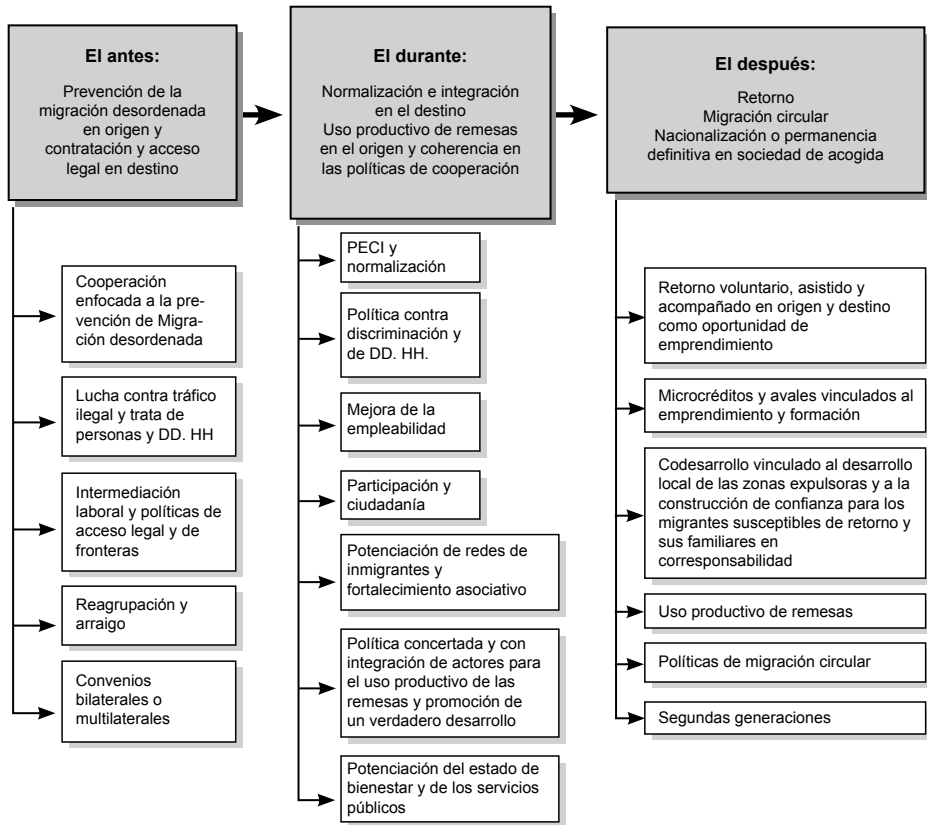 El antes:
Prevención de la
migración desordenada
en origen y
contratación y acceso
legal en destino
Cooperación
enfocada a la pre-
vención de Migra-
ción desordenada
Lucha contra tráfico
ilegal y trata de
personas y DD. HH
Intermediación
laboral y políticas de
acceso legal y de
fronteras
Reagrupación y
arraigo
Convenios
bilaterales o
multilaterales
El durante:
Normalización e integración
en el destino
Uso productivo de remesas
en el origen y coherencia en
las políticas de cooperación
PECI y
normalización
Política contra
discriminación y
de DD. HH.
Mejora de la
empleabilidad
Participación y
ciudadanía
Potenciación de redes de
inmigrantes y
fortalecimiento asociativo
Política concertada y con
integración de actores para
el uso productivo de las
remesas y promoción de
un verdadero desarrollo
Potenciación del estado de
bienestar y de los servicios
públicos
El después:
Retorno
Migración circular
Nacionalización o permanencia
definitiva en sociedad de acogida
Retorno voluntario, asistido y
acompañado en origen y destino
como oportunidad de
emprendimiento
Microcréditos y avales vinculados al
emprendimiento y formación
Codesarrollo vinculado al desarrollo
local de las zonas expulsoras y a la
construcción de confianza para los
migrantes susceptibles de retorno y
sus familiares en
corresponsabilidad
Uso productivo de remesas
Políticas de migración circular
Segundas generaciones